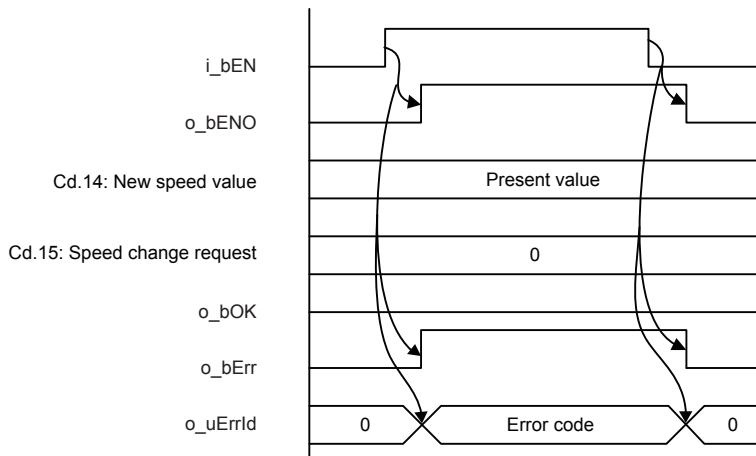 i_bEN
o_bENO
Cd.14: New speed value
Present value
Cd.15: Speed change request
0
o_bOK
o_bErr
o_uErrId
0
Error code
0